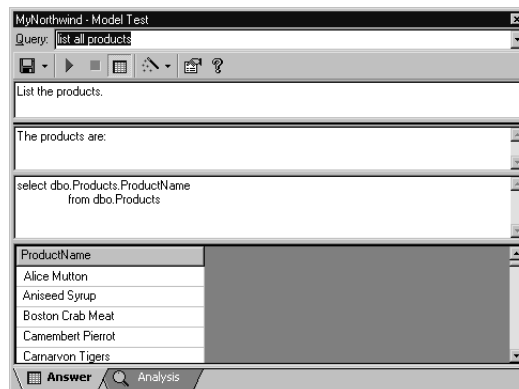 MyNorthwind - Model Test
Query: list all products
List the products.
The products are:
select dbo.Products.ProductName
from dbo.Products
ProductName
Alice Mutton
Aniseed Syrup
Boston Crab Meat
Camembert Pierrot
Carnarvon Tigers
Answer Analysis